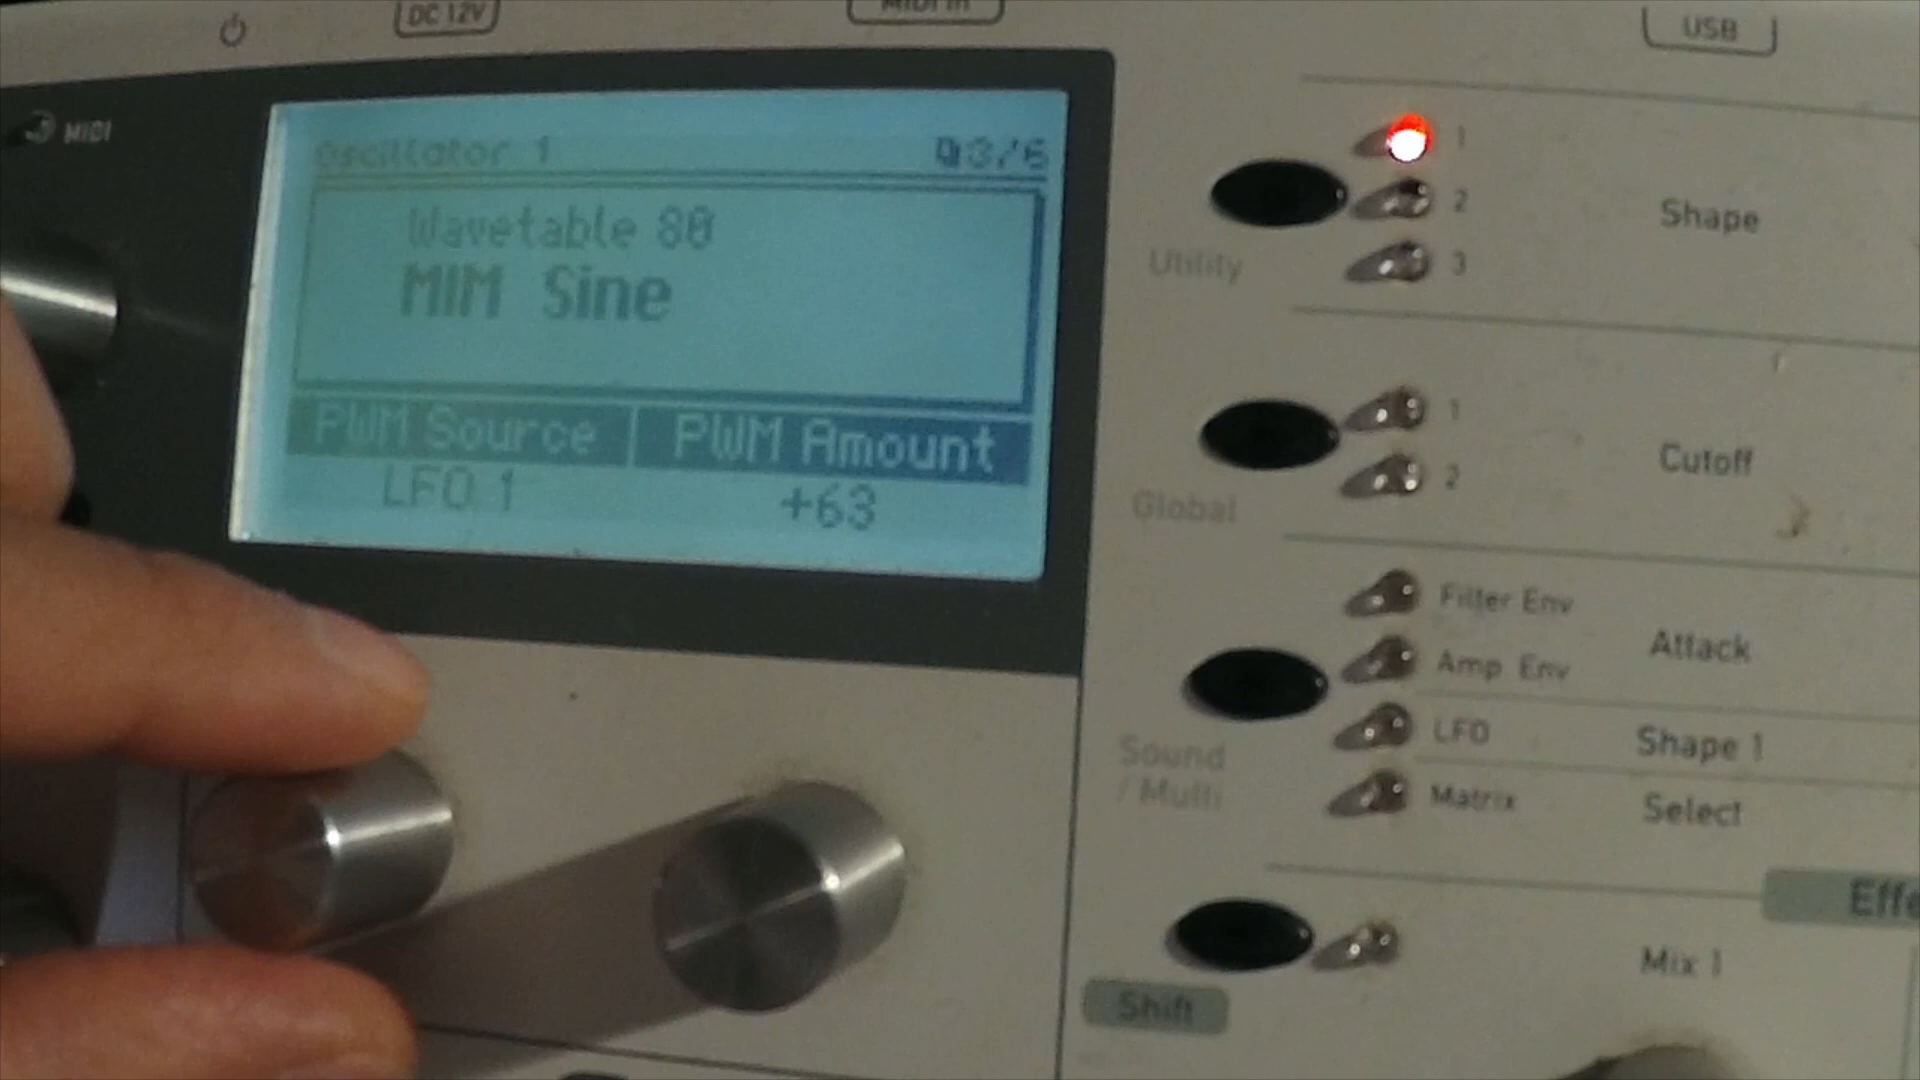 DC 12V
MIDI In
USB
MIDI
Oscillator 1
3/6
Wavetable 80
MIM Sine
PWM Source
PWM Amount
LFO 1
+63
1
2
3
Shape
Utility
1
2
Cutoff
Global
Filter Env
Amp Env
Attack
LFO
Shape 1
Matrix
Select
Sound
/ Multi
Mix 1
Shift